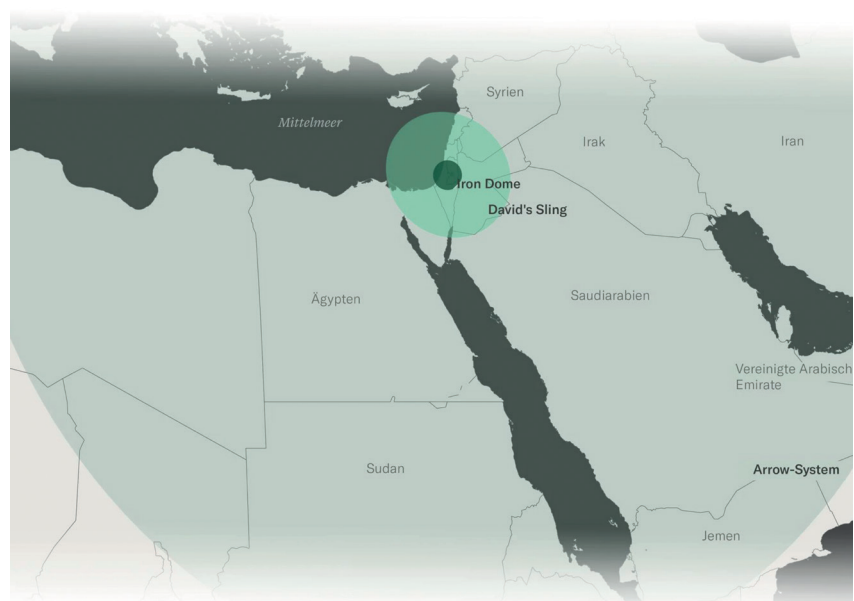 Syrien
Mittelmeer
Irak
Iran
Iron Dome
David's Sling
Ägypten
Saudiarabien
Vereinigte Arabisch
Emirate
Sudan
Arrow-System
Jemen